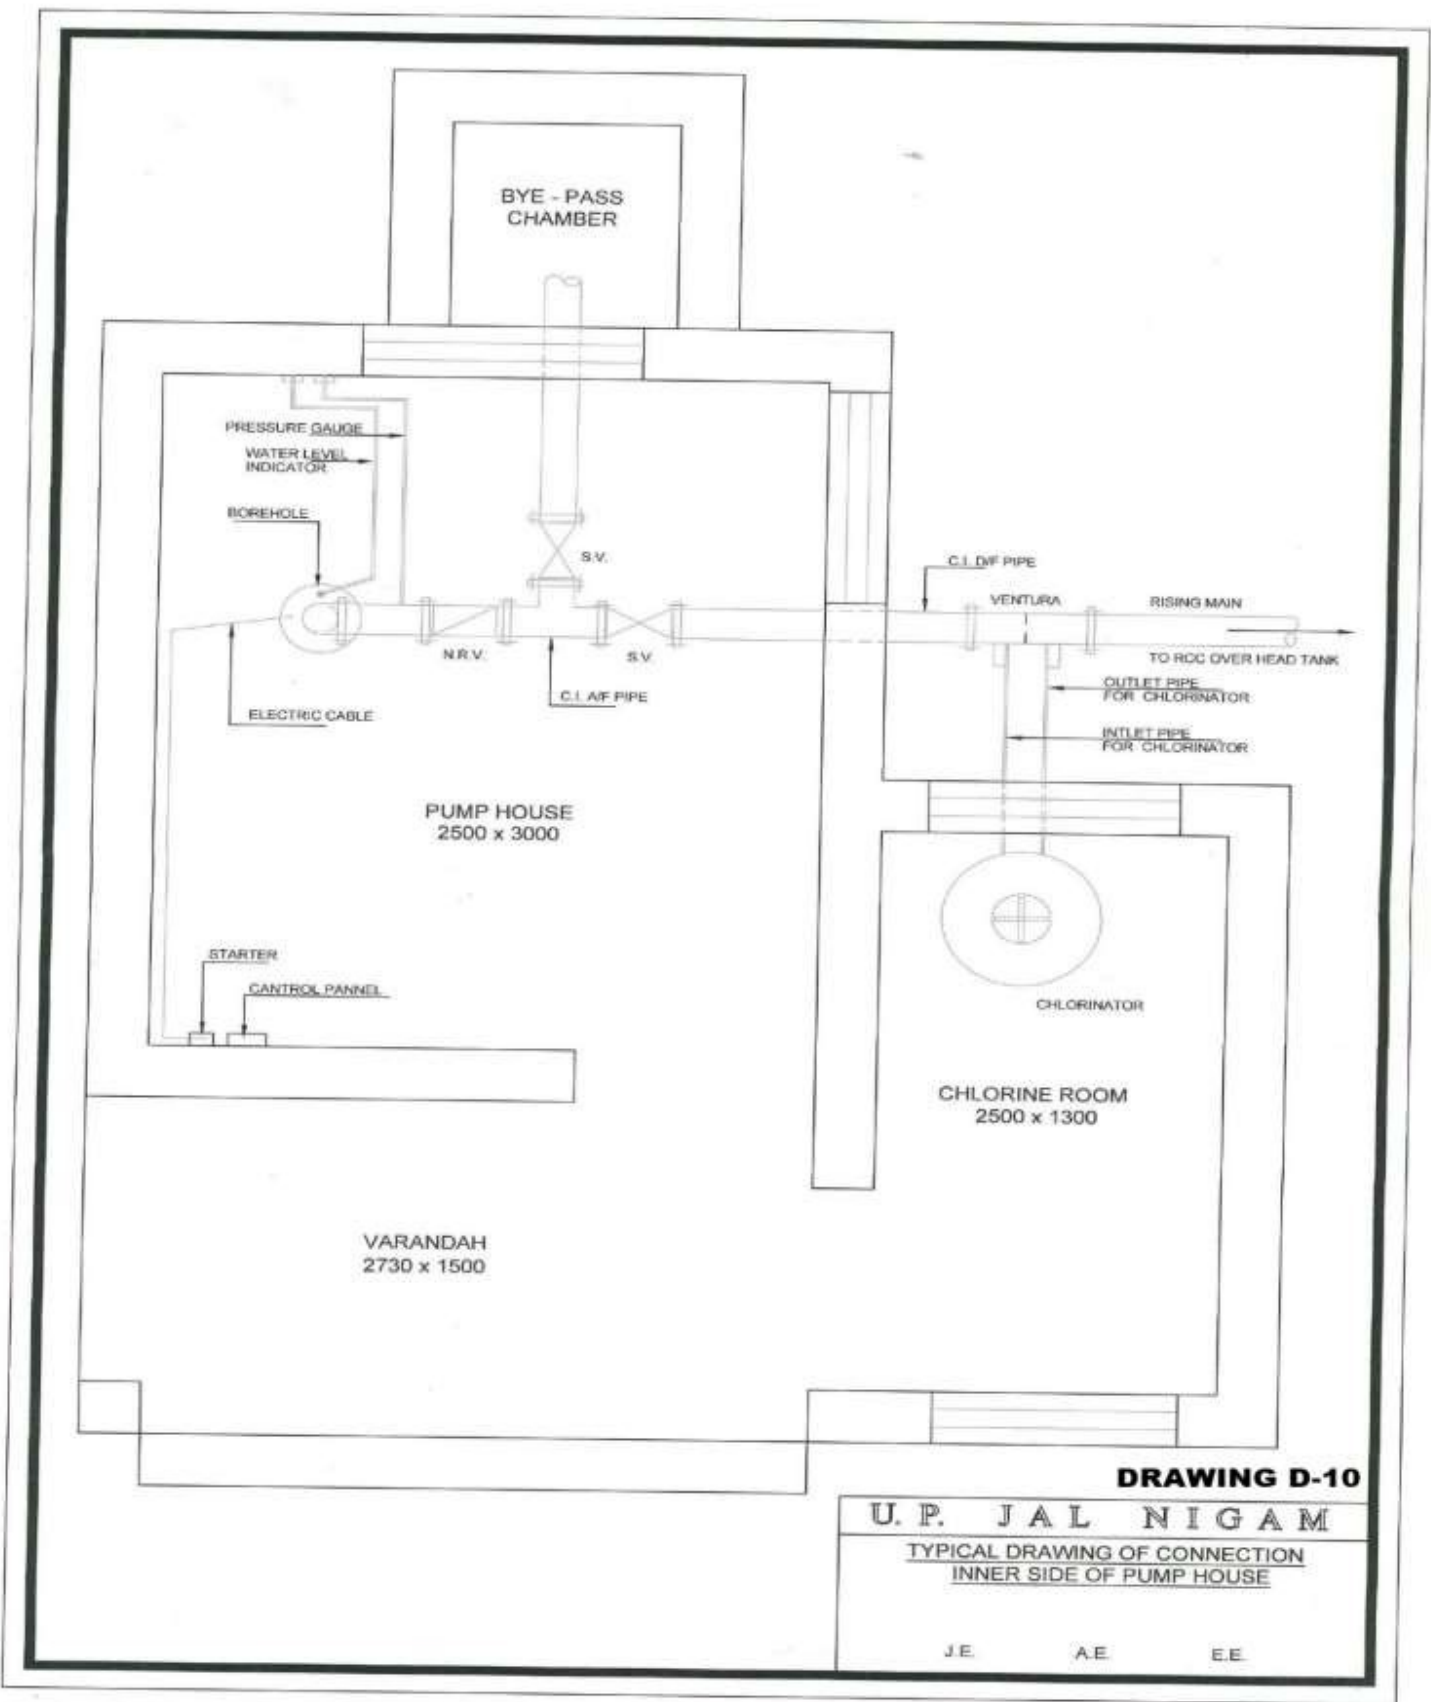 BYE - PASS
CHAMBER
PRESSURE GAUGE
WATER LEVEL
INDICATOR
BOREHOLE
S.V.
C.I. D/F PIPE
VENTURA
RISING MAIN
N.R.V.
S.V.
TO RCC OVER HEAD TANK
C.I. A/F PIPE
OUTLET PIPE
FOR CHLORINATOR
ELECTRIC CABLE
INTLET PIPE
FOR CHLORINATOR
PUMP HOUSE
2500 x 3000
STARTER
CANTROL PANNEL
CHLORINATOR
CHLORINE ROOM
2500 x 1300
VARANDAH
2730 x 1500
DRAWING D-10
U. P. JAL NIGAM
TYPICAL DRAWING OF CONNECTION
INNER SIDE OF PUMP HOUSE
J.E. A.E. E.E.